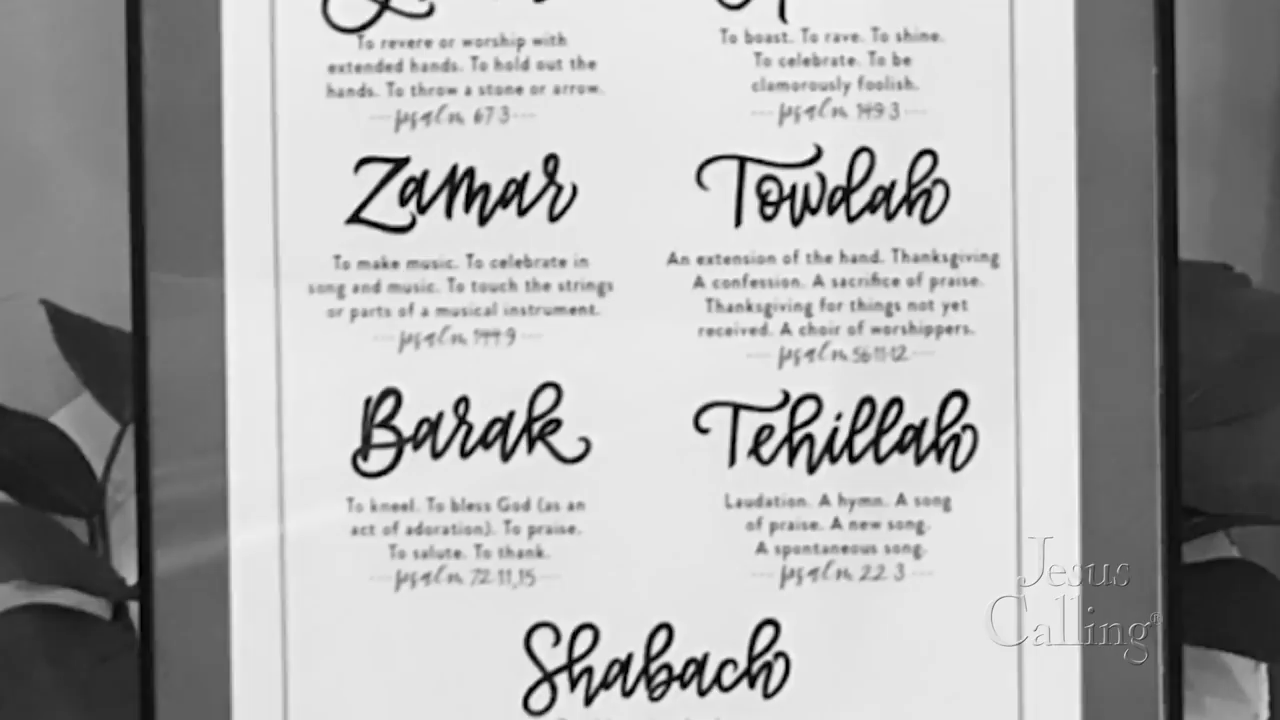 To revere or worship with
extended hands. To hold out the
hands. To throw a stone or arrow.
psalm 67:3
To boast. To rave. To shine.
To celebrate. To be
clamorously foolish.
psalm 149:3
Zamar
To make music. To celebrate in
song and music. To touch the strings
or parts of a musical instrument.
psalm 144:9
Towdah
An extension of the hand. Thanksgiving
A confession. A sacrifice of praise.
Thanksgiving for things not yet
received. A choir of worshippers.
psalm 56:11-12
Barak
To kneel. To bless God (as an
act of adoration). To praise.
To salute. To thank.
psalm 72:11,15
Tehillah
Laudation. A hymn. A song
of praise. A new song.
A spontaneous song.
psalm 22:3
Shabach
Jesus
Calling®